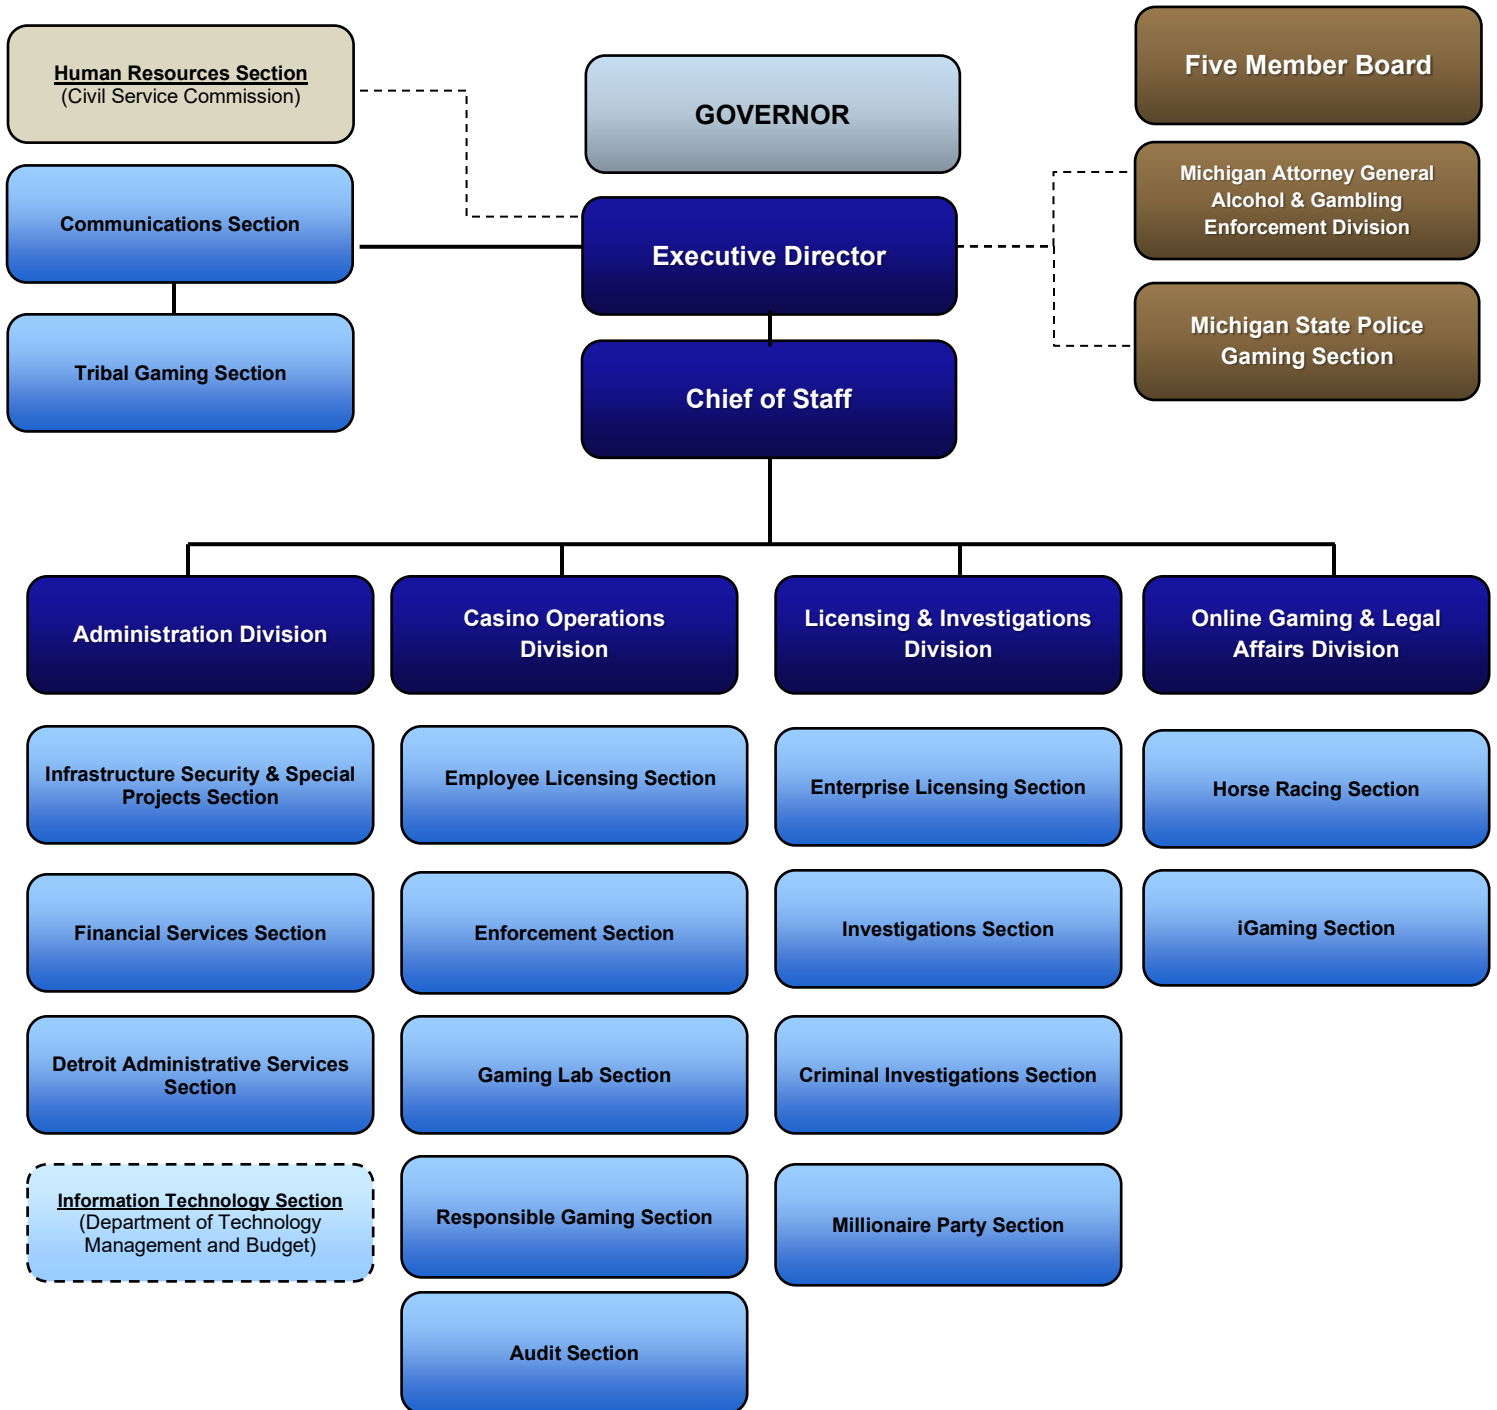 Human Resources Section
(Civil Service Commission)
GOVERNOR
Five Member Board
Communications Section
Executive Director
Michigan Attorney General
Alcohol & Gambling
Enforcement Division
Tribal Gaming Section
Chief of Staff
Michigan State Police
Gaming Section
Administration Division
Casino Operations
Division
Licensing & Investigations
Division
Online Gaming & Legal
Affairs Division
Infrastructure Security & Special
Projects Section
Employee Licensing Section
Enterprise Licensing Section
Horse Racing Section
Financial Services Section
Enforcement Section
Investigations Section
iGaming Section
Detroit Administrative Services
Section
Gaming Lab Section
Criminal Investigations Section
Information Technology Section
(Department of Technology
Management and Budget)
Responsible Gaming Section
Millionaire Party Section
Audit Section